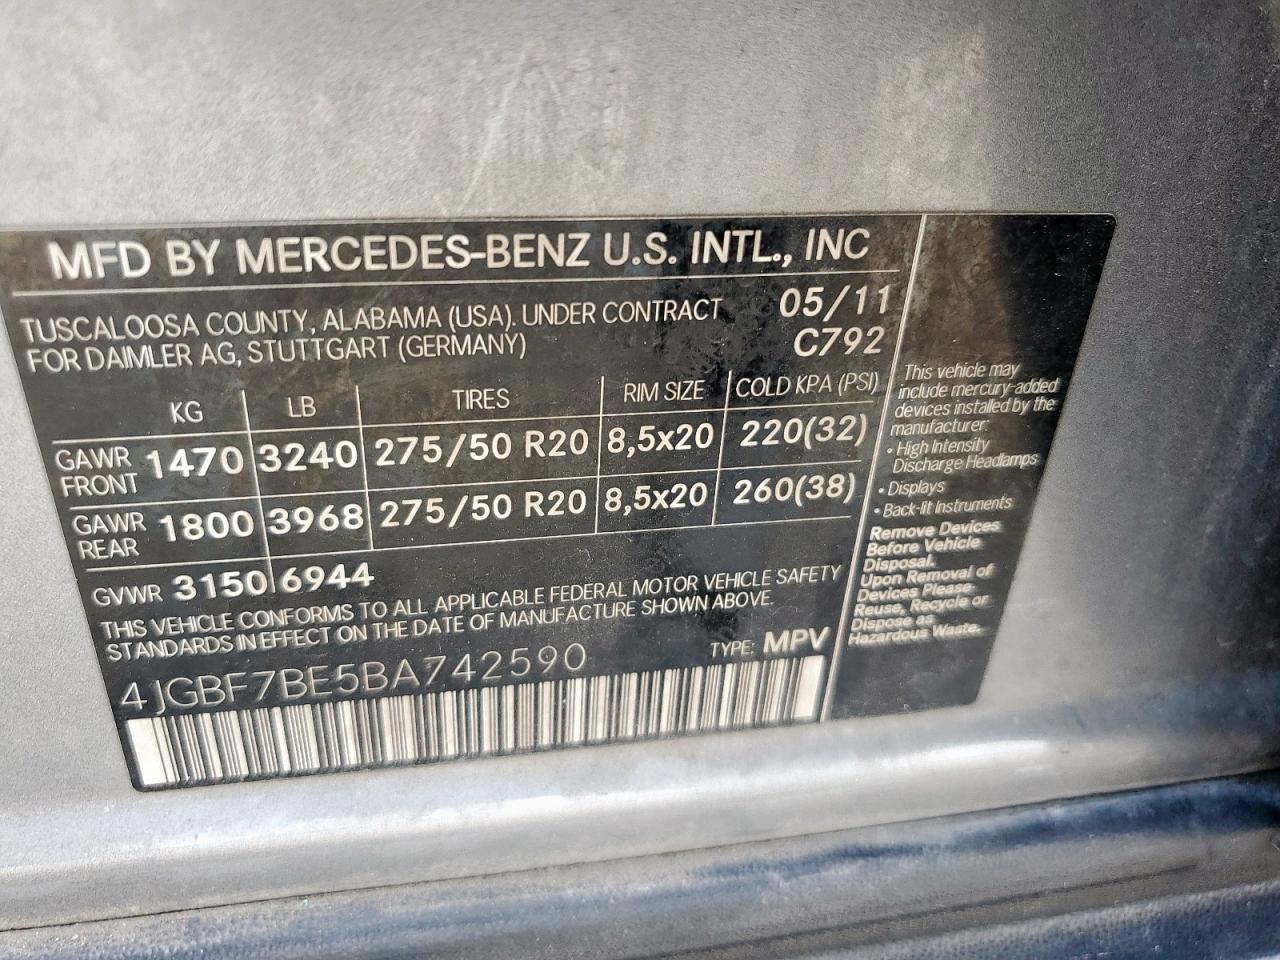 MFD BY MERCEDES-BENZ U.S. INTL., INC
TUSCALOOSA COUNTY, ALABAMA (USA). UNDER CONTRACT 05/11
FOR DAIMLER AG, STUTTGART (GERMANY) C792
KG LB TIRES RIM SIZE COLD KPA (PSI)
GAWR FRONT 1470 3240 275/50 R20 8,5x20 220(32)
GAWR REAR 1800 3968 275/50 R20 8,5x20 260(38)
GVWR 3150 6944
THIS VEHICLE CONFORMS TO ALL APPLICABLE FEDERAL MOTOR VEHICLE SAFETY
STANDARDS IN EFFECT ON THE DATE OF MANUFACTURE SHOWN ABOVE.
4JGBF7BE5BA742590 TYPE: MPV
This vehicle may
include mercury-added
devices installed by the
manufacturer:
• High Intensity
Discharge Headlamps
• Displays
• Back-lit Instruments
Remove Devices
Before Vehicle
Disposal.
Upon Removal of
Devices Please
Reuse, Recycle or
Dispose as
Hazardous Waste.